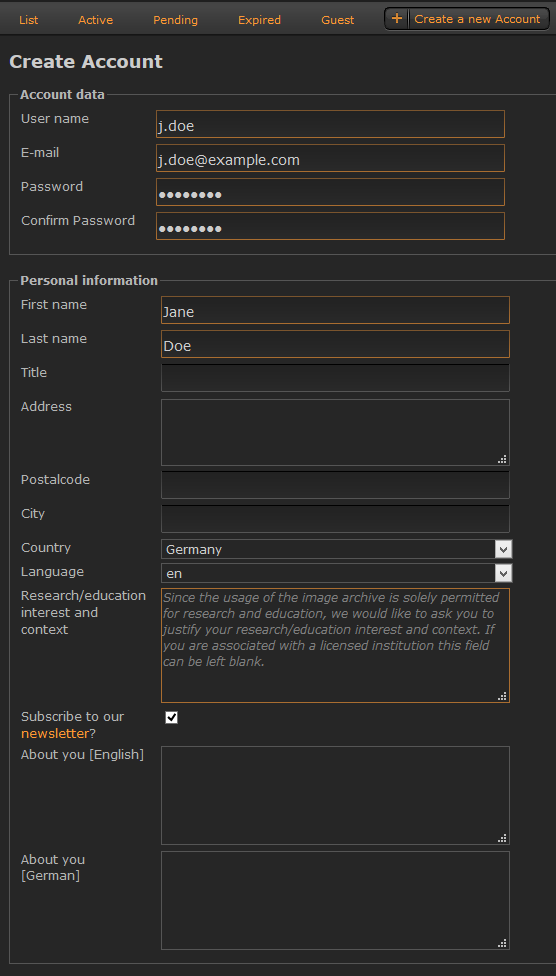 List Active Pending Expired Guest + Create a new Account
Create Account
Account data
User name j.doe
E-mail j.doe@example.com
Password ●●●●●●●●
Confirm Password ●●●●●●●●
Personal information
First name Jane
Last name Doe
Title
Address
Postalcode
City
Country Germany
Language en
Research/education
interest and
context
Since the usage of the image archive is solely permitted
for research and education, we would like to ask you to
justify your research/education interest and context. If
you are associated with a licensed institution this field
can be left blank.
Subscribe to our
newsletter?
About you [English]
About you
[German]